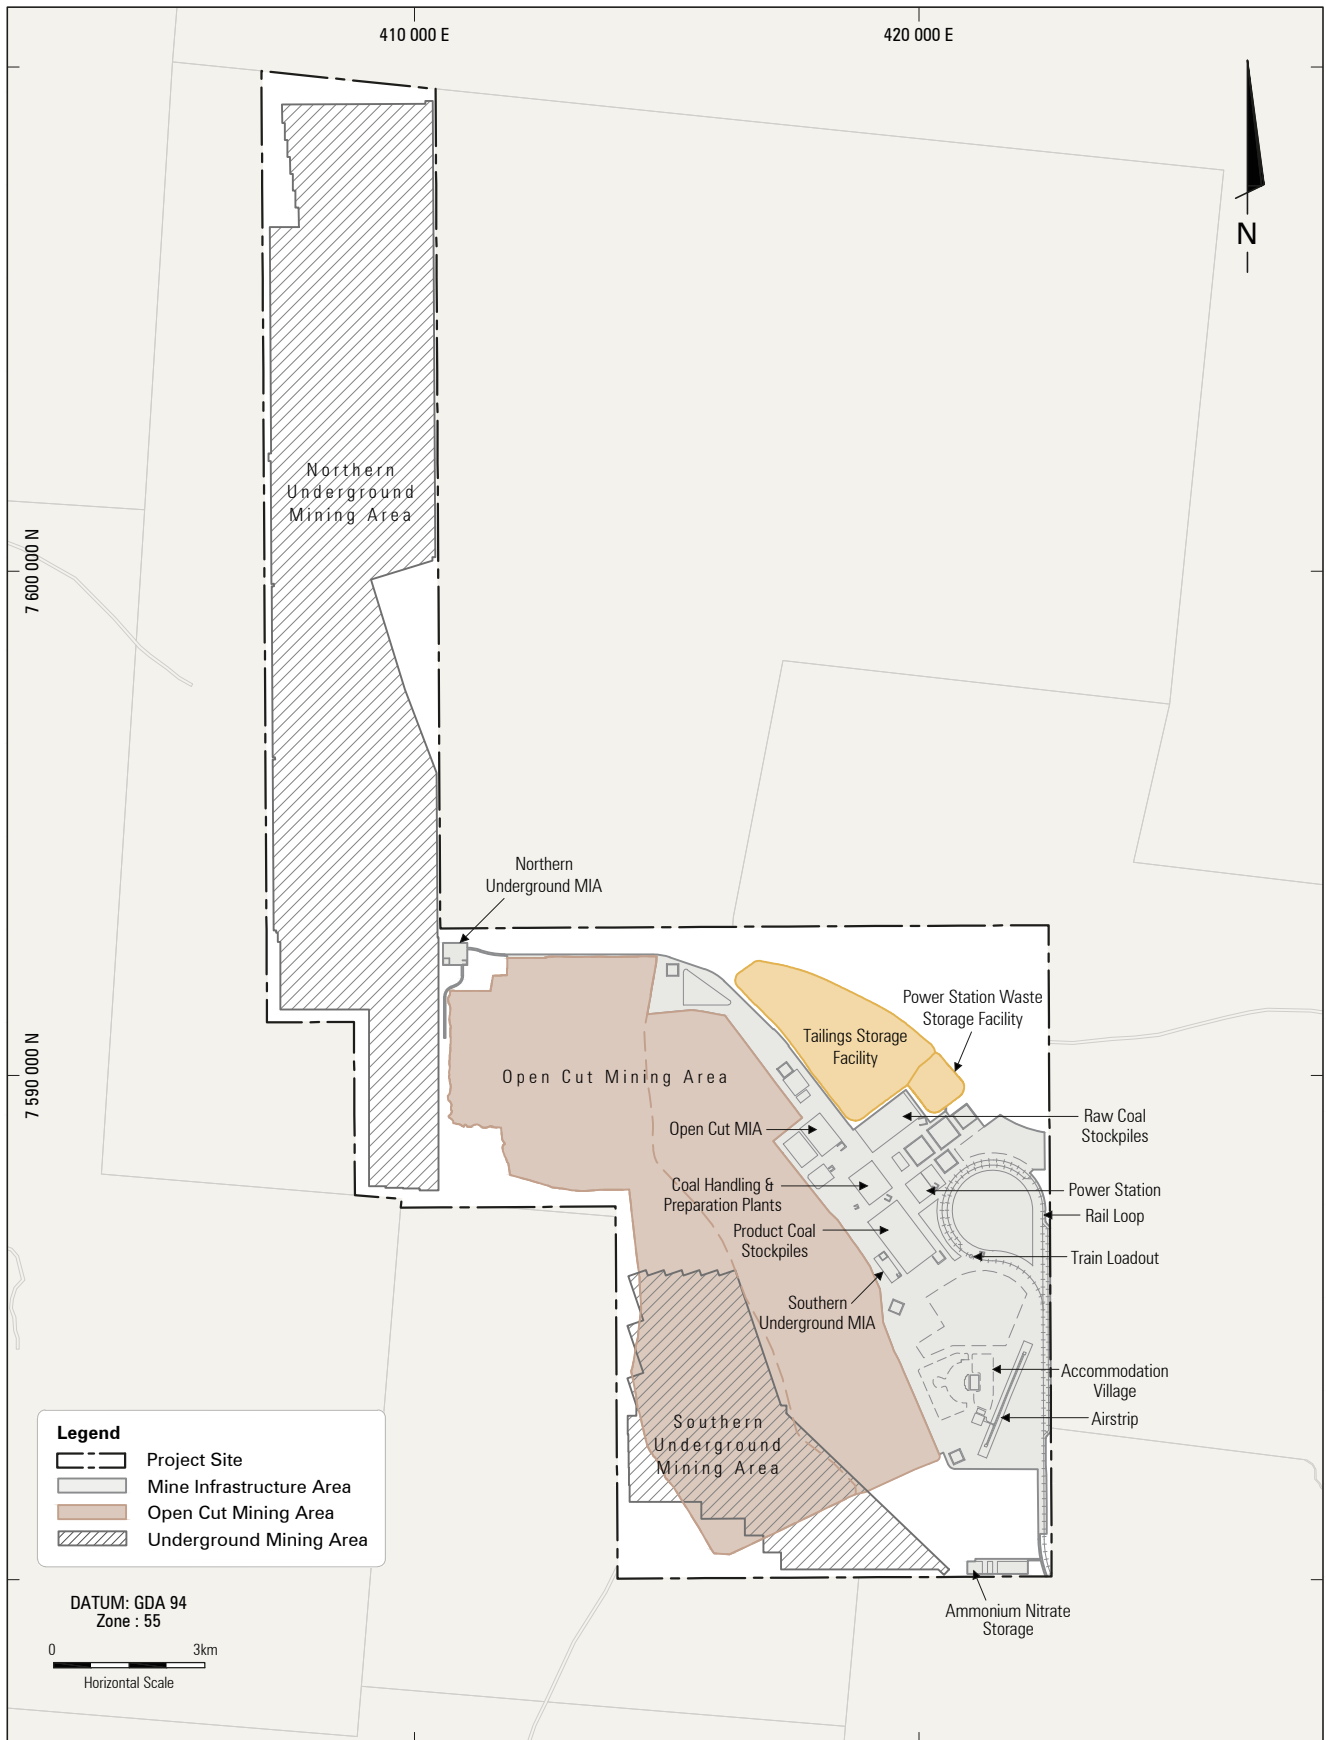 410 000 E
420 000 E
N
Northern
Underground
Mining Area
7 600 000 N
Northern
Underground MIA
Power Station Waste
Storage Facility
Tailings Storage
Facility
7 590 000 N
Open Cut Mining Area
Raw Coal
Stockpiles
Open Cut MIA
Coal Handling &
Preparation Plants
Power Station
Rail Loop
Product Coal
Stockpiles
Train Loadout
Southern
Underground MIA
Accommodation
Village
Airstrip
Southern
Underground
Mining Area
Legend
Project Site
Mine Infrastructure Area
Open Cut Mining Area
Underground Mining Area
DATUM: GDA 94
Zone : 55
0 3km
Horizontal Scale
Ammonium Nitrate
Storage